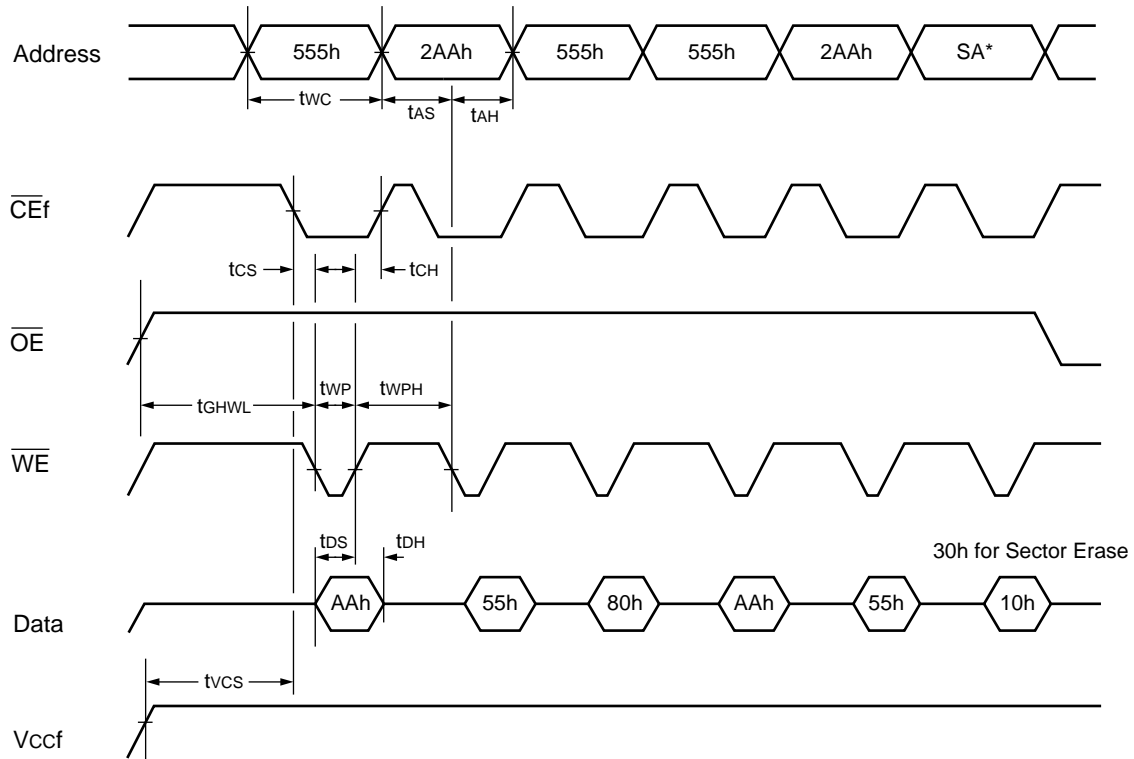 Address 555h 2AAh 555h 555h 2AAh SA*
tWC tAS tAH
CEf
tCS tCH
OE
tGHWL tWP tWPH
WE
tDS tDH
30h for Sector Erase
Data AAh 55h 80h AAh 55h 10h
tVCS
VCCf